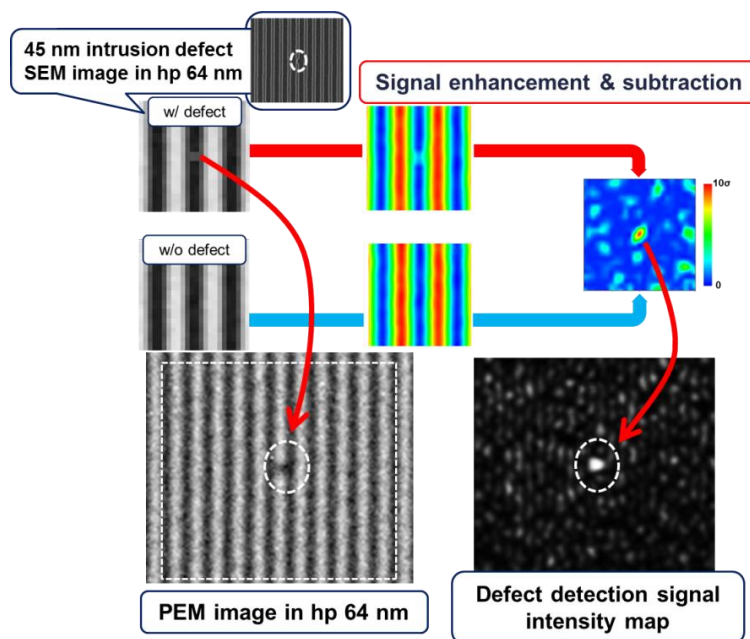 45 nm intrusion defect
SEM image in hp 64 nm
Signal enhancement & subtraction
w/ defect
10σ
0
w/o defect
PEM image in hp 64 nm
Defect detection signal
intensity map